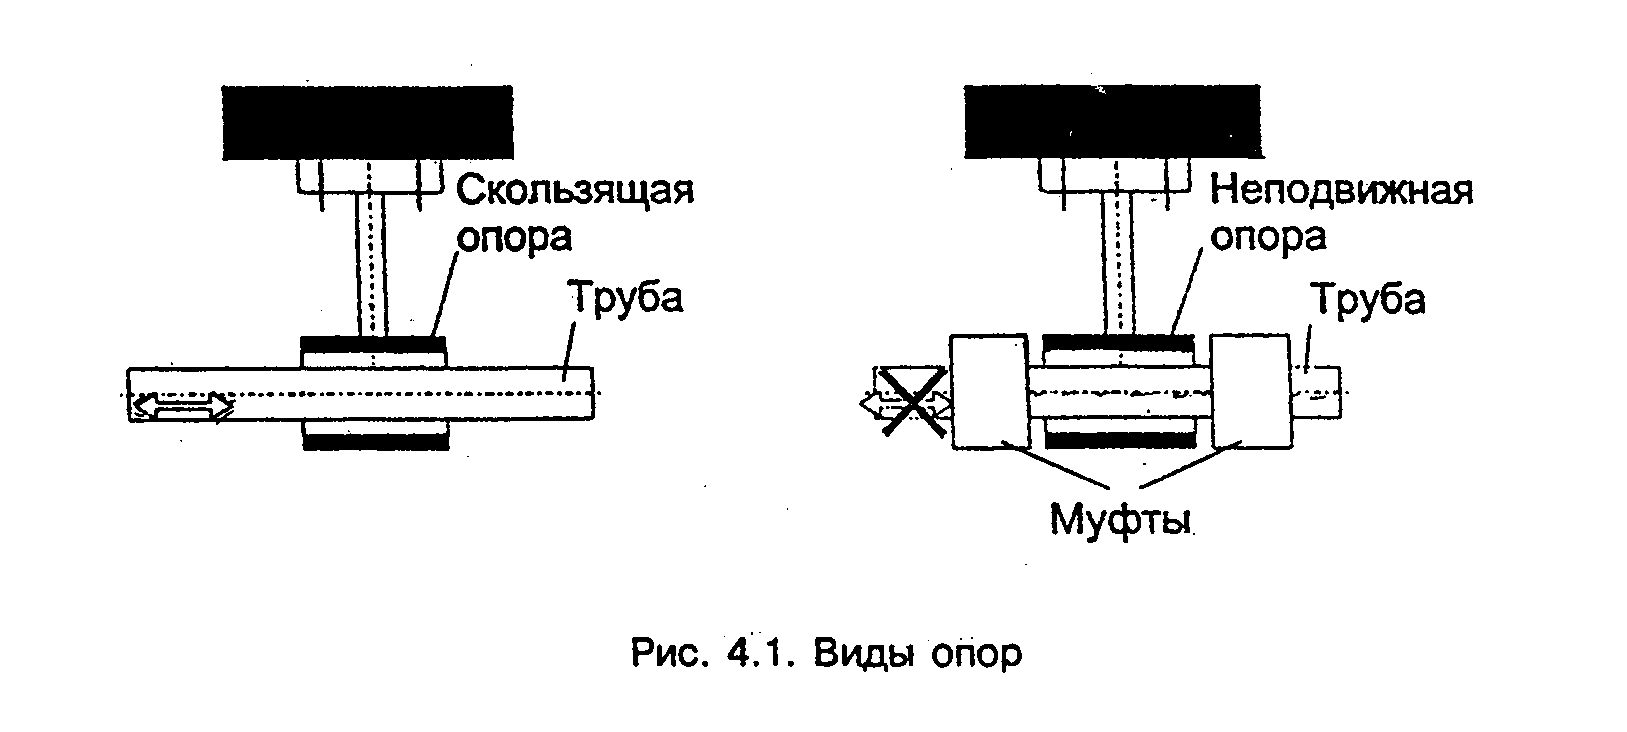 Скользящая
опора
Труба
Неподвижная
опора
Труба
Муфты
Рис. 4.1. Виды опор